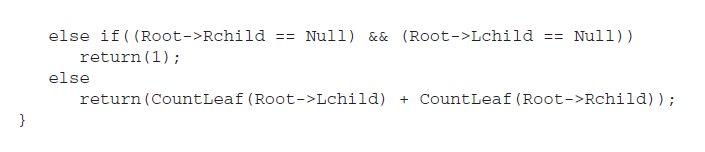 else if((Root->Rchild == Null) && (Root->Lchild == Null))
return(1);
else
return(CountLeaf(Root->Lchild) + CountLeaf(Root->Rchild));
}